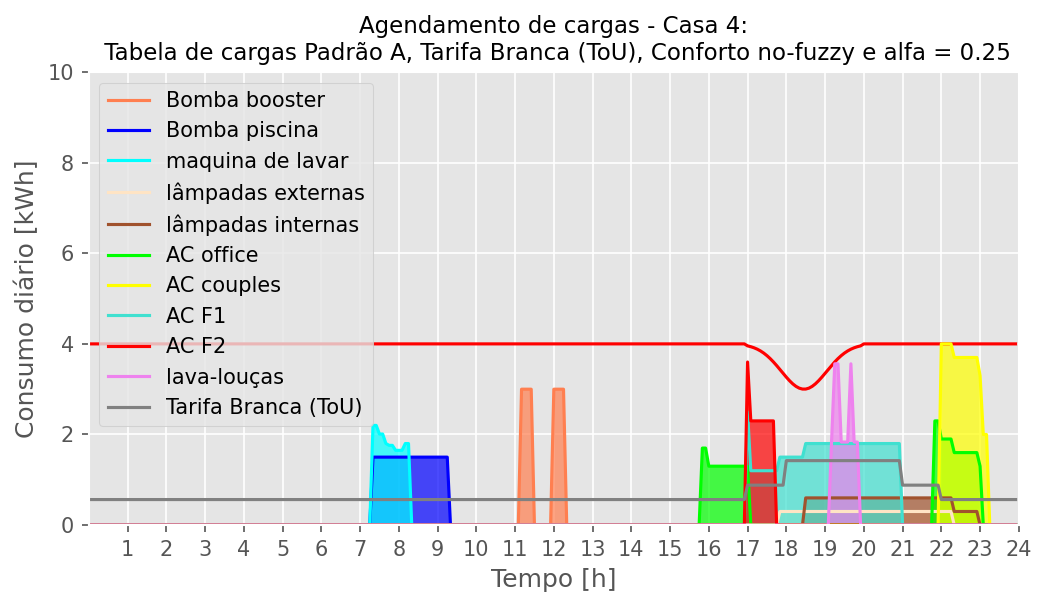 Agendamento de cargas - Casa 4:
Tabela de cargas Padrão A, Tarifa Branca (ToU), Conforto no-fuzzy e alfa = 0.25
Consumo diário [kWh]
10
8
6
4
2
0
Bomba booster
Bomba piscina
maquina de lavar
lâmpadas externas
lâmpadas internas
AC office
AC couples
AC F1
AC F2
lava-louças
Tarifa Branca (ToU)
1 2 3 4 5 6 7 8 9 10 11 12 13 14 15 16 17 18 19 20 21 22 23 24
Tempo [h]